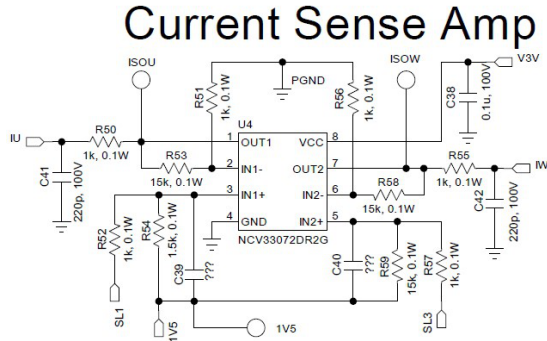 Current Sense Amp
ISOU
ISOW
V3V
R51
1k, 0.1W
PGND
R56
1k, 0.1W
C38
0.1u, 100V
U4
IU
R50
1k, 0.1W
1
OUT1
VCC
8
C41
220p, 100V
R53
15k, 0.1W
2
IN1-
OUT2
7
R55
1k, 0.1W
IW
3
IN1+
IN2-
6
R58
15k, 0.1W
C42
220p, 100V
4
GND
IN2+
5
NCV33072DR2G
R52
1k, 0.1W
R54
1.5k, 0.1W
C39
???
C40
???
R59
15k, 0.1W
R57
1k, 0.1W
SL1
1V5
1V5
SL3